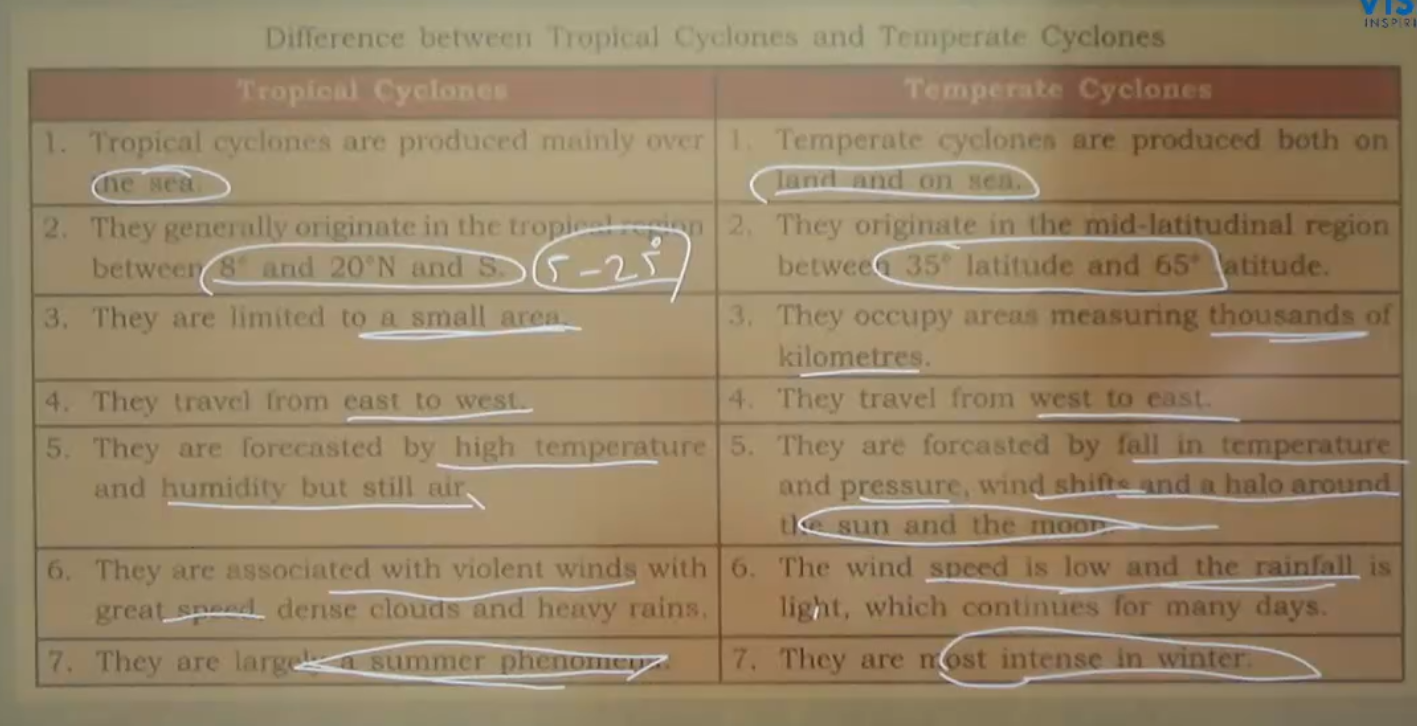 VIS
INSPIRI
Difference between Tropical Cyclones and Temperate Cyclones
Tropical Cyclones
Temperate Cyclones
1. Tropical cyclones are produced mainly over
the sea.
1. Temperate cyclones are produced both on
land and on sea.
2. They generally originate in the tropical region
between 8° and 20°N and S.
5-25°
2. They originate in the mid-latitudinal region
between 35° latitude and 65° latitude.
3. They are limited to a small area.
3. They occupy areas measuring thousands of
kilometres.
4. They travel from east to west.
4. They travel from west to east.
5. They are forecasted by high temperature
and humidity but still air.
5. They are forcasted by fall in temperature
and pressure, wind shifts and a halo around
the sun and the moon.
6. They are associated with violent winds with
great speed, dense clouds and heavy rains.
6. The wind speed is low and the rainfall is
light, which continues for many days.
7. They are largely a summer phenomena.
7. They are most intense in winter.